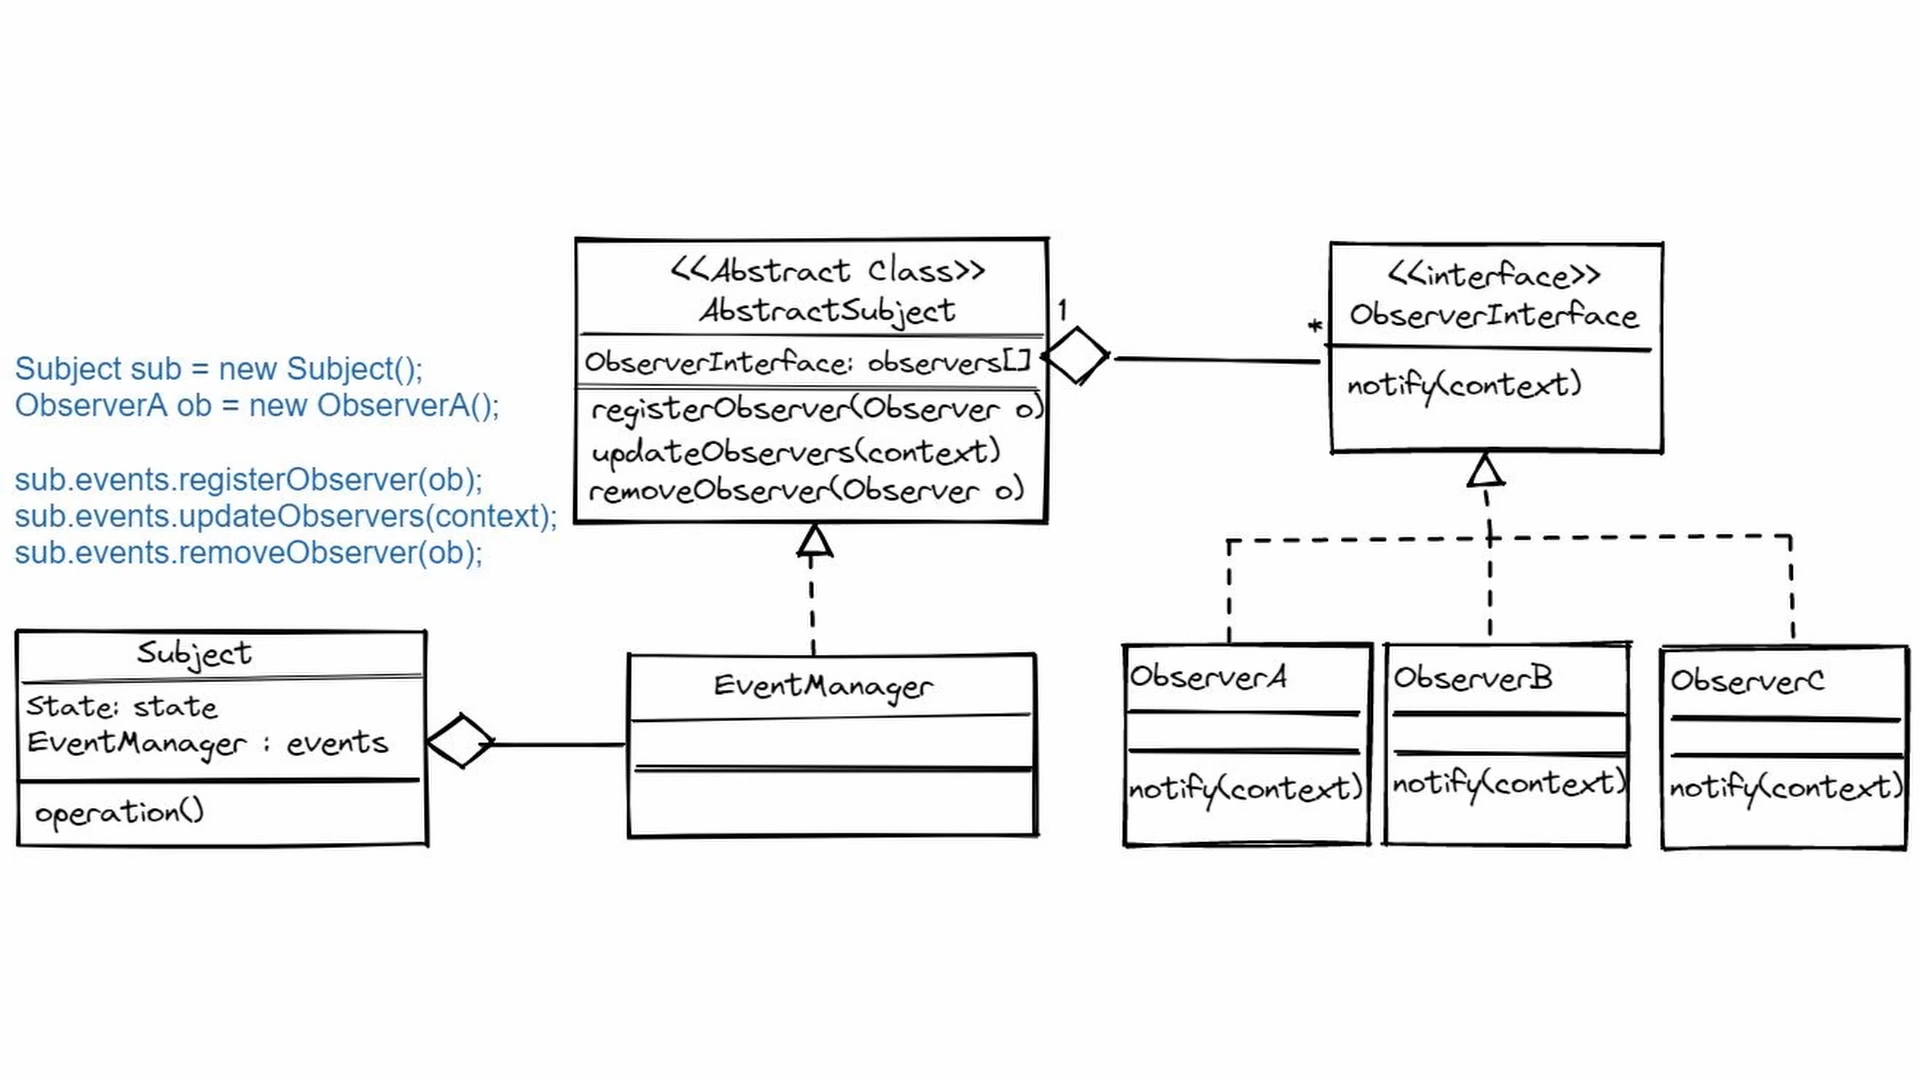 Subject sub = new Subject();
ObserverA ob = new ObserverA();
sub.events.registerObserver(ob);
sub.events.updateObservers(context);
sub.events.removeObserver(ob);
<<Abstract Class>>
AbstractSubject
ObserverInterface: observers[]
registerObserver(Observer o)
updateObservers(context)
removeObserver(Observer o)
1
*
<<interface>>
ObserverInterface
notify(context)
Subject
State: state
EventManager : events
operation()
EventManager
ObserverA
notify(context)
ObserverB
notify(context)
ObserverC
notify(context)